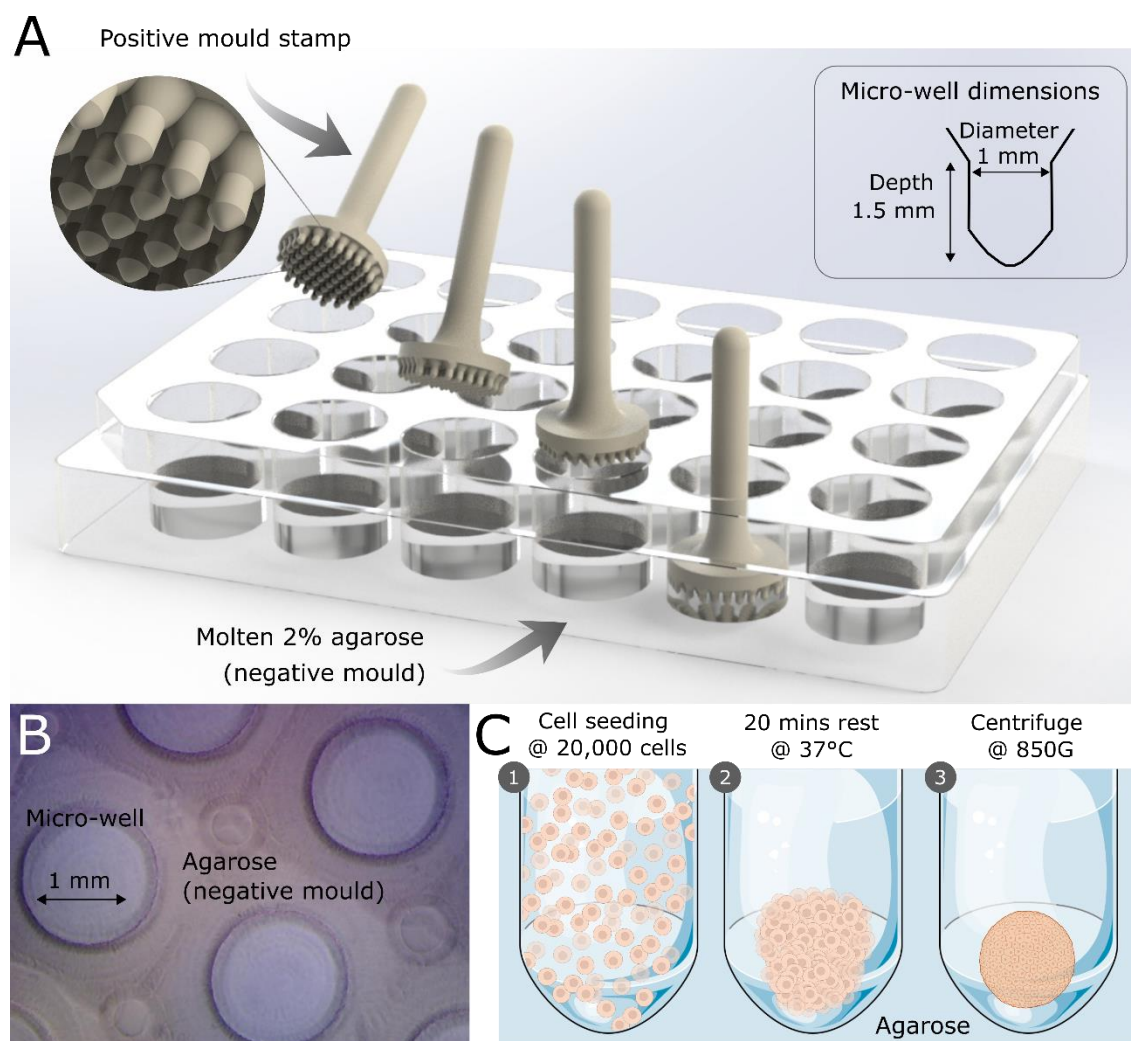 A
Positive mould stamp
Micro-well dimensions
Diameter
1 mm
Depth
1.5 mm
Molten 2% agarose
(negative mould)
B
Micro-well
1 mm
Agarose
(negative mould)
C
Cell seeding
@ 20,000 cells
20 mins rest
@ 37°C
Centrifuge
@ 850G
1
2
3
Agarose